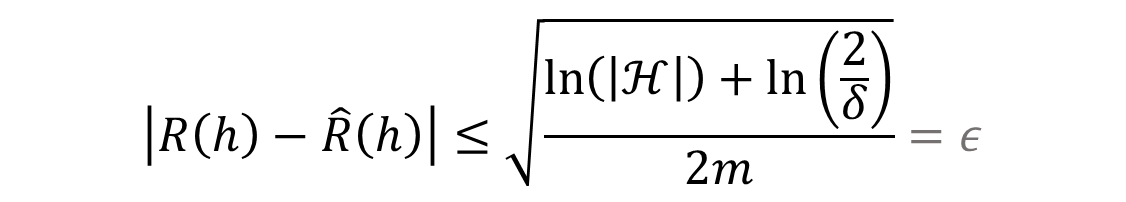 |R(h) − R̂(h)| ≤ √((ln(|ℋ|) + ln(2/δ))/(2m)) = ϵ